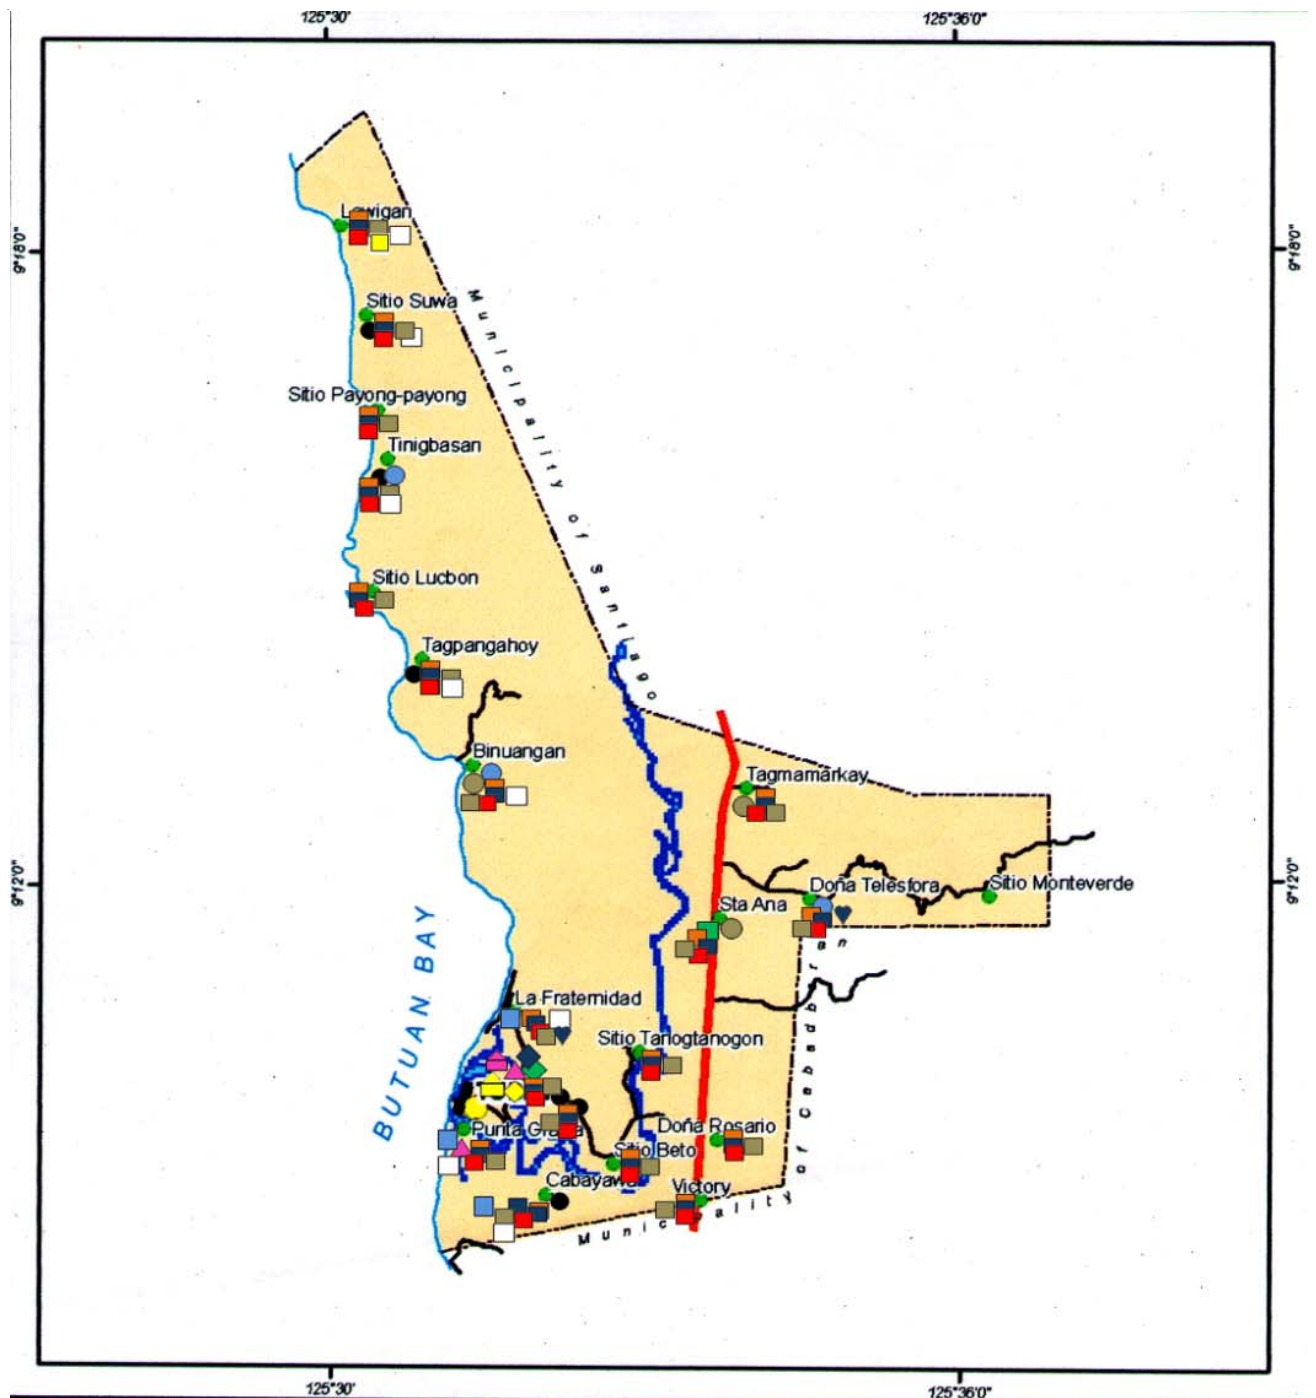 125°30'
125°36'0"
9°18'0"
9°18'0"
Lawigan
Sitio Suwa
Municipality of Santiago
Sitio Payong-payong
Tinigbasan
Sitio Lucbon
Tagpangahoy
Binuangan
Tagmamarkay
9°12'0"
9°12'0"
Doña Telesfora
Sitio Monteverde
Sta Ana
BUTUAN BAY
La Fraternidad
Sitio Tanogtanogon
Doña Rosario
Punta G
Sitio Beto
Cabayawa
Victory
Municipality of Cabadbaran
125°30'
125°36'0"